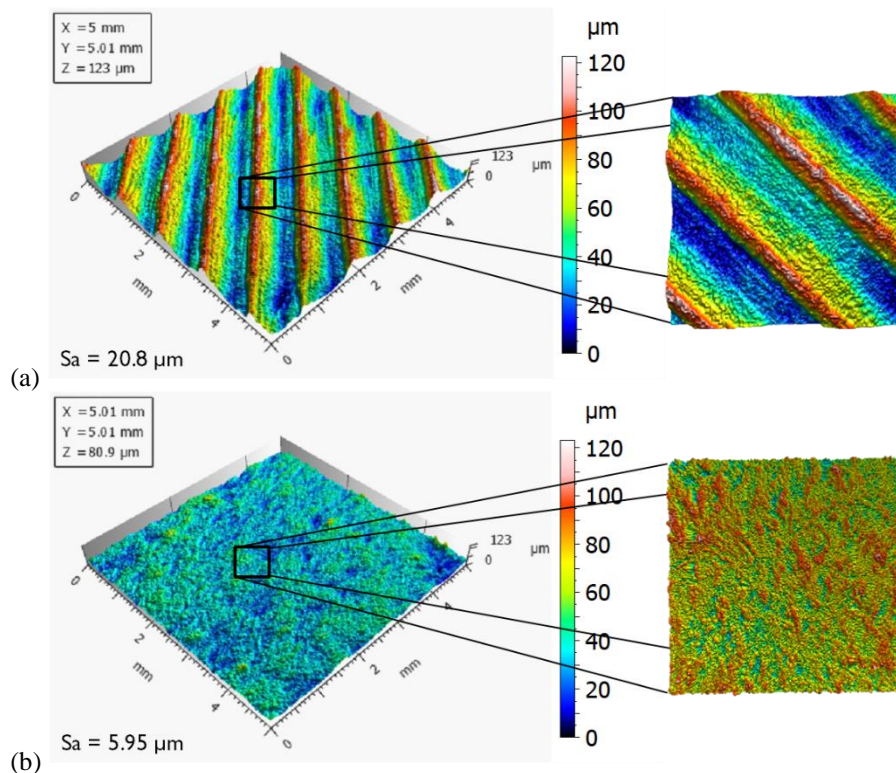 X = 5 mm
Y = 5.01 mm
Z = 123 µm
µm
120
100
80
60
40
20
0
123
0
µm
0
2
4
mm
4
2
0
mm
Sa = 20.8 µm
(a)
X = 5.01 mm
Y = 5.01 mm
Z = 80.9 µm
µm
120
100
80
60
40
20
0
123
0
µm
0
2
4
mm
4
2
0
mm
Sa = 5.95 µm
(b)